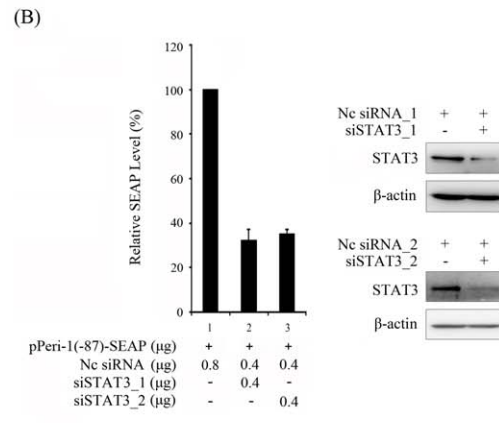 (B)
Relative SEAP Level (%)
120
100
80
60
40
20
0
1 2 3
pPeri-1(-87)-SEAP (μg) + + +
Nc siRNA (μg) 0.8 0.4 0.4
siSTAT3_1 (μg) - 0.4 -
siSTAT3_2 (μg) - - 0.4
Nc siRNA_1 + +
siSTAT3_1 - +
STAT3
β-actin
Nc siRNA_2 + +
siSTAT3_2 - +
STAT3
β-actin